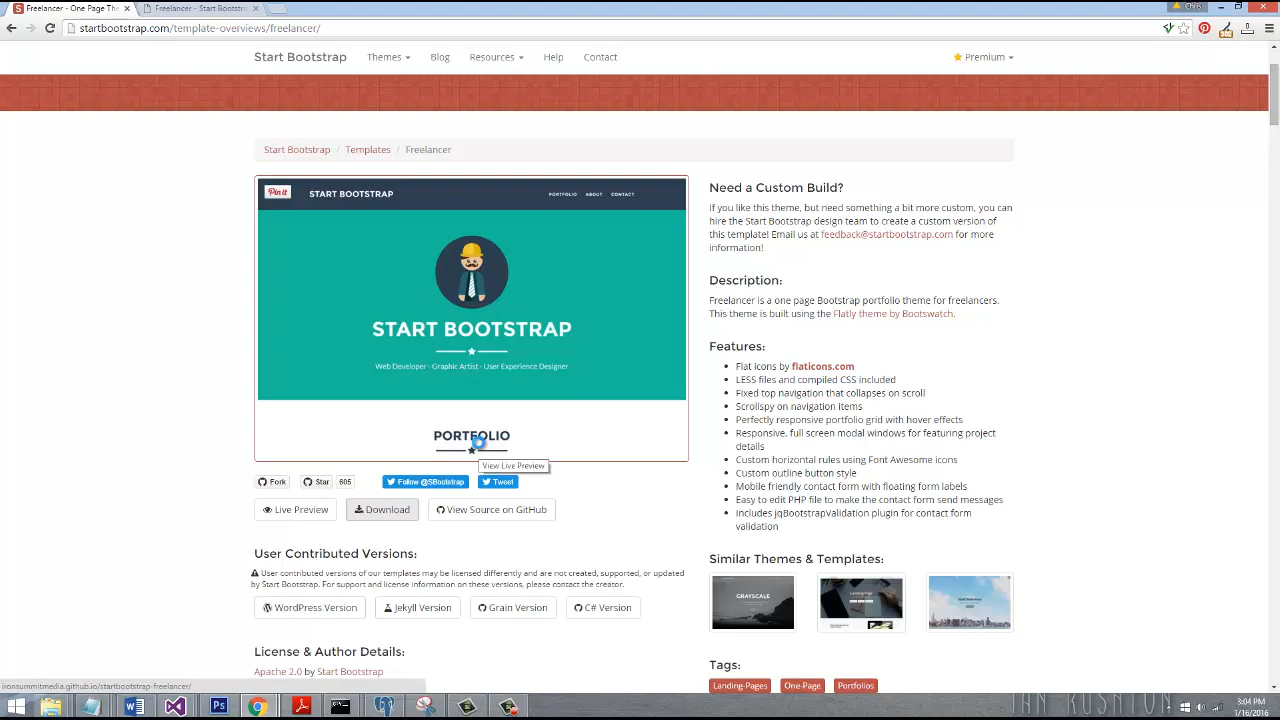 Freelancer - One Page The
Freelancer - Start Bootstr
Chris
startbootstrap.com/template-overviews/freelancer/
Start Bootstrap
Themes
Blog
Resources
Help
Contact
Premium
Start Bootstrap / Templates / Freelancer
Pin it
START BOOTSTRAP
PORTFOLIO
ABOUT
CONTACT
START BOOTSTRAP
Web Developer - Graphic Artist - User Experience Designer
PORTFOLIO
View Live Preview
Fork
Star
605
Follow @SBootstrap
Tweet
Live Preview
Download
View Source on GitHub
User Contributed Versions:
User contributed versions of our templates may be licensed differently and are not created, supported, or updated
by Start Bootstrap. For support and license information on these versions, please contact the creator.
WordPress Version
Jekyll Version
Grain Version
C# Version
License & Author Details:
Apache 2.0 by Start Bootstrap
Need a Custom Build?
If you like this theme, but need something a bit more custom, you can
hire the Start Bootstrap design team to create a custom version of
this template! Email us at feedback@startbootstrap.com for more
information!
Description:
Freelancer is a one page Bootstrap portfolio theme for freelancers.
This theme is built using the Flatly theme by Bootswatch.
Features:
Flat icons by flaticons.com
LESS files and compiled CSS included
Fixed top navigation that collapses on scroll
Scrollspy on navigation items
Perfectly responsive portfolio grid with hover effects
Responsive, full screen modal windows for featuring project
details
Custom horizontal rules using Font Awesome icons
Custom outline button style
Mobile friendly contact form with floating form labels
Easy to edit PHP file to make the contact form send messages
Includes jqBootstrapValidation plugin for contact form
validation
Similar Themes & Templates:
GRAYSCALE
Landing Page
Tags:
Landing-Pages
One-Page
Portfolios
ironsummitmedia.github.io/startbootstrap-freelancer/
3:04 PM
1/16/2016